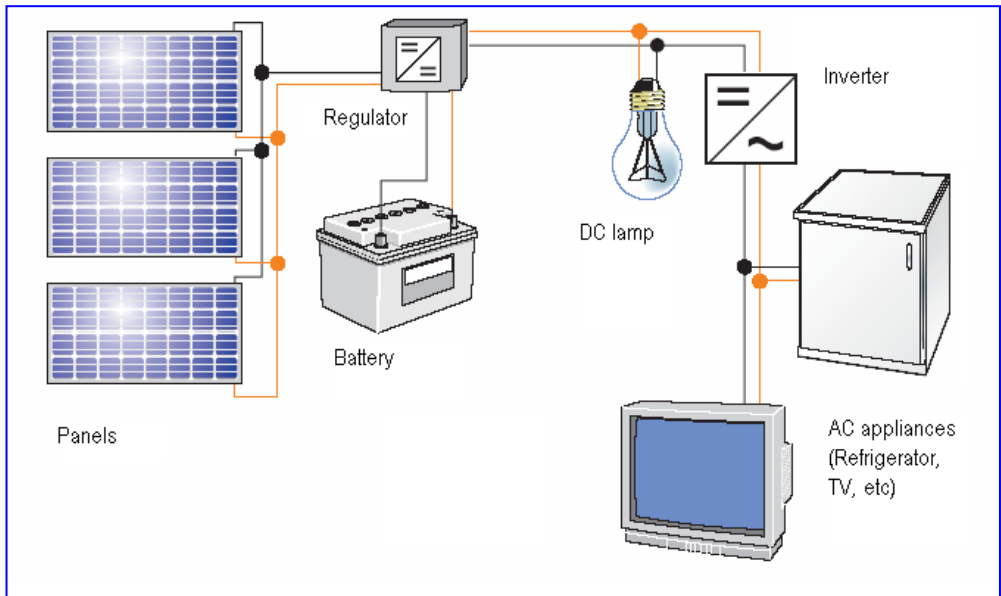 Inverter
Regulator
DC lamp
Battery
Panels
AC appliances
(Refrigerator,
TV, etc)